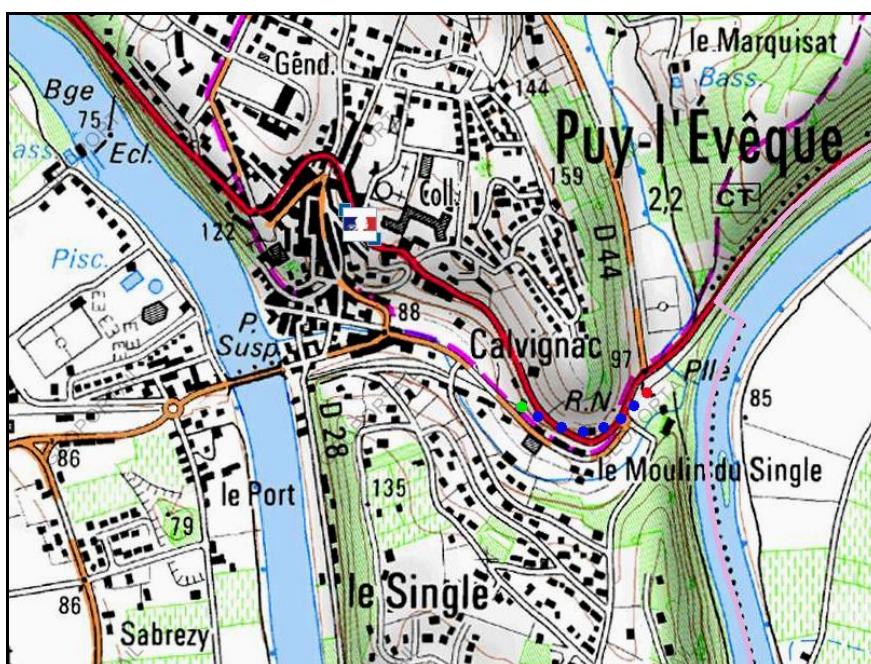 le Marquisat
Génd.
Bge
Bass.
144
75
Puy-l'Évêque
Ecl.
ass.
159
Coll.
2,2
CT
122
D 44
Pisc.
88
P.
Susp
Calvignac
97
PII
R.N.
85
D 28
86
le Moulin du Single
le Port
135
79
le Single
86
Sabrezy